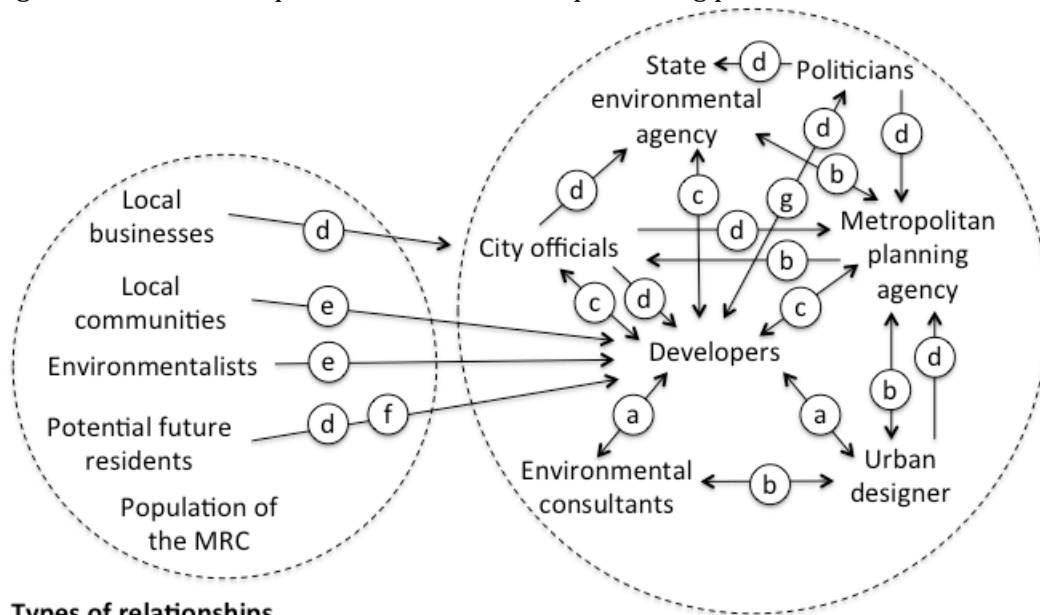 State
environmental
agency
Politicians
d
d
d
b
d
c
g
Local
businesses
d
City officials
d
b
Metropolitan
planning
agency
Local
communities
e
c
d
c
Environmentalists
e
Developers
d
b
Potential future
residents
d
f
a
a
Environmental
consultants
b
Urban
designer
Population of
the MRC
Types of relationships